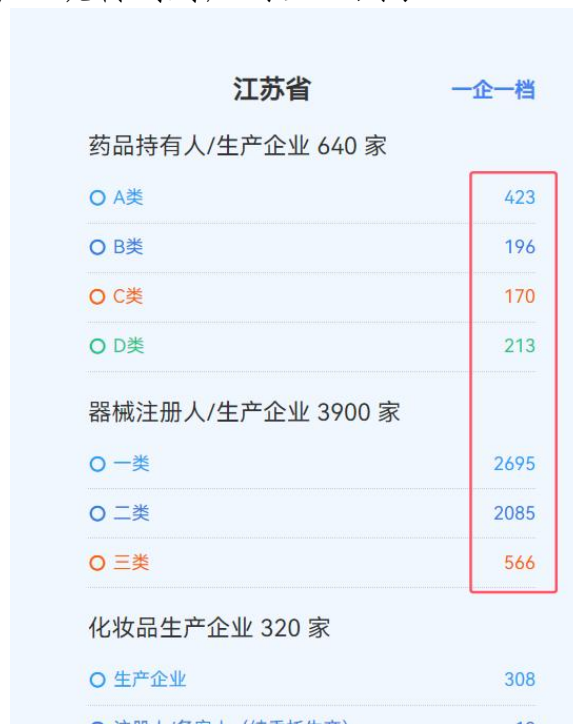 江苏省 一企一档
药品持有人/生产企业 640 家
A类 423
B类 196
C类 170
D类 213
器械注册人/生产企业 3900 家
一类 2695
二类 2085
三类 566
化妆品生产企业 320 家
生产企业 308